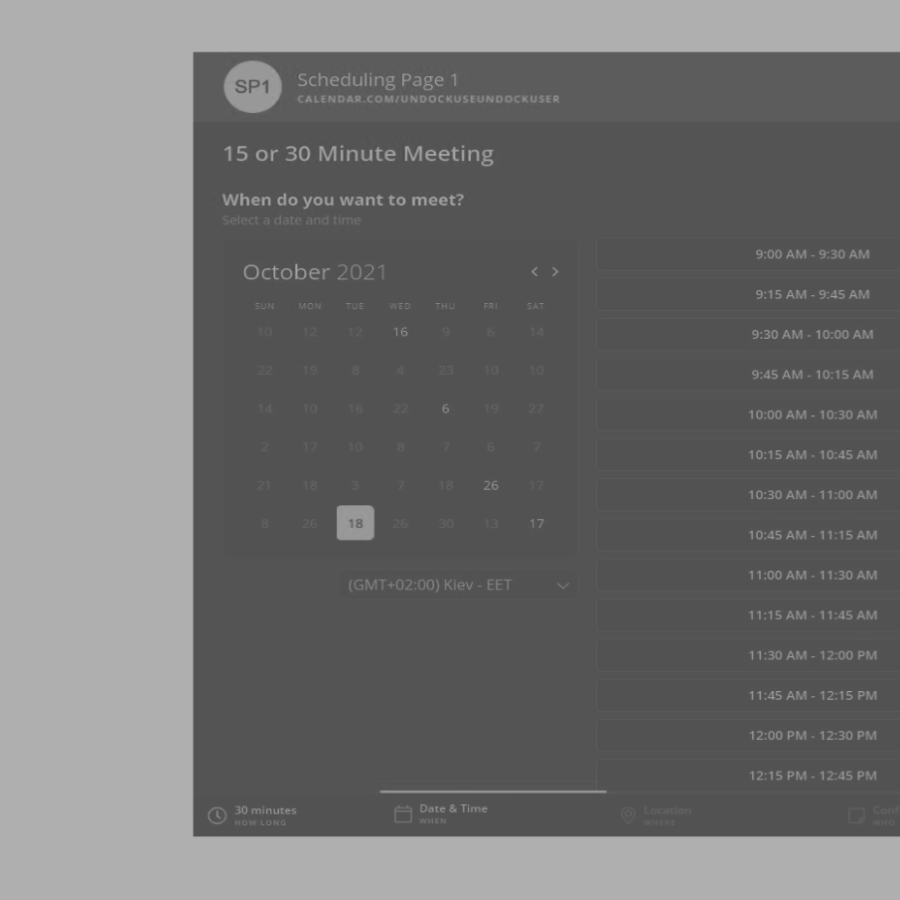 SP1
Scheduling Page 1
CALENDAR.COM/UNDOCKUSEUNDOCKUSER
15 or 30 Minute Meeting
When do you want to meet?
Select a date and time
October 2021
SUN MON TUE WED THU FRI SAT
10 12 12 16 9 6 14
22 19 8 4 23 10 10
14 10 16 22 6 19 27
2 17 10 8 7 6 7
21 18 3 7 18 26 17
8 26 18 26 30 13 17
(GMT+02:00) Kiev - EET
9:00 AM - 9:30 AM
9:15 AM - 9:45 AM
9:30 AM - 10:00 AM
9:45 AM - 10:15 AM
10:00 AM - 10:30 AM
10:15 AM - 10:45 AM
10:30 AM - 11:00 AM
10:45 AM - 11:15 AM
11:00 AM - 11:30 AM
11:15 AM - 11:45 AM
11:30 AM - 12:00 PM
11:45 AM - 12:15 PM
12:00 PM - 12:30 PM
12:15 PM - 12:45 PM
30 minutes
HOW LONG
Date & Time
WHEN
Location
WHERE
Conf
WHO